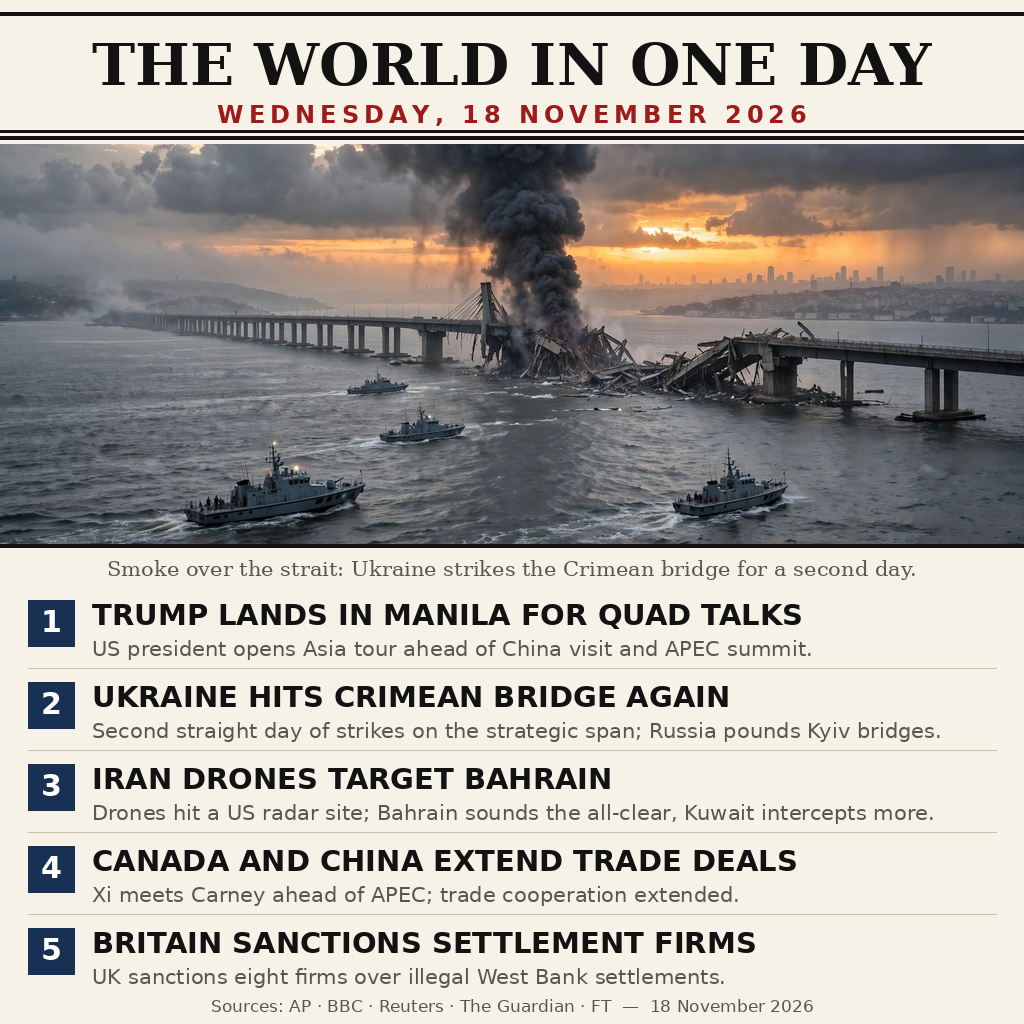 THE WORLD IN ONE DAY
WEDNESDAY, 18 NOVEMBER 2026
Smoke over the strait: Ukraine strikes the Crimean bridge for a second day.
1
TRUMP LANDS IN MANILA FOR QUAD TALKS
US president opens Asia tour ahead of China visit and APEC summit.
2
UKRAINE HITS CRIMEAN BRIDGE AGAIN
Second straight day of strikes on the strategic span; Russia pounds Kyiv bridges.
3
IRAN DRONES TARGET BAHRAIN
Drones hit a US radar site; Bahrain sounds the all-clear, Kuwait intercepts more.
4
CANADA AND CHINA EXTEND TRADE DEALS
Xi meets Carney ahead of APEC; trade cooperation extended.
5
BRITAIN SANCTIONS SETTLEMENT FIRMS
UK sanctions eight firms over illegal West Bank settlements.
Sources: AP · BBC · Reuters · The Guardian · FT — 18 November 2026